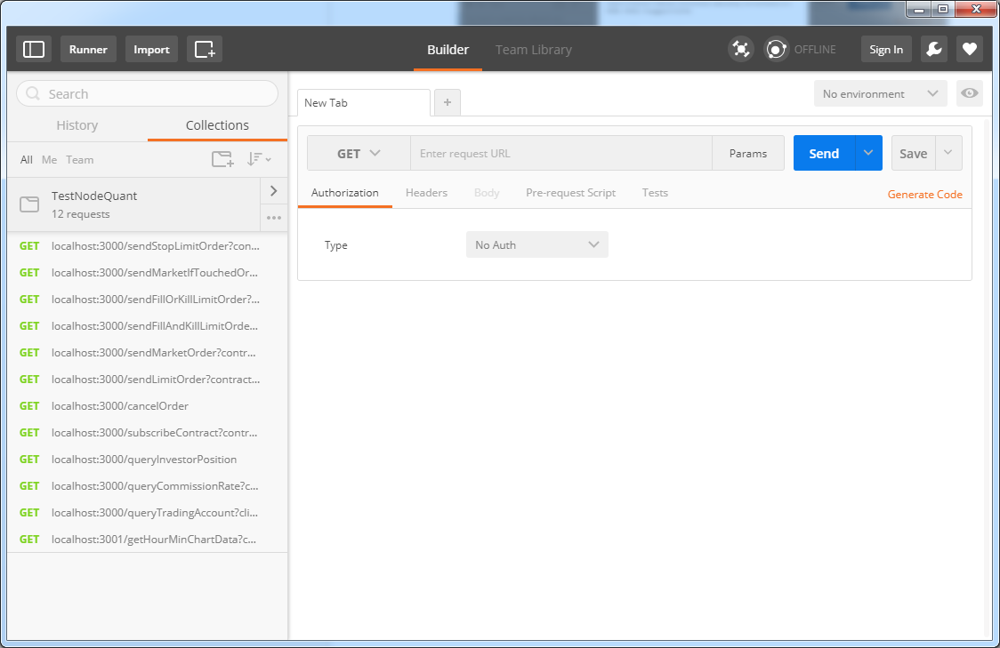 Runner
Import
Builder
Team Library
OFFLINE
Sign In
Search
History
Collections
All Me Team
TestNodeQuant
12 requests
GET localhost:3000/sendStopLimitOrder?con...
GET localhost:3000/sendMarketIfTouchedOr...
GET localhost:3000/sendFillOrKillLimitOrder?...
GET localhost:3000/sendFillAndKillLimitOrde...
GET localhost:3000/sendMarketOrder?contr...
GET localhost:3000/sendLimitOrder?contract...
GET localhost:3000/cancelOrder
GET localhost:3000/subscribeContract?contr...
GET localhost:3000/queryInvestorPosition
GET localhost:3000/queryCommissionRate?c...
GET localhost:3000/queryTradingAccount?cli...
GET localhost:3001/getHourMinChartData?c...
New Tab
No environment
GET Enter request URL Params Send Save
Authorization Headers Body Pre-request Script Tests Generate Code
Type No Auth